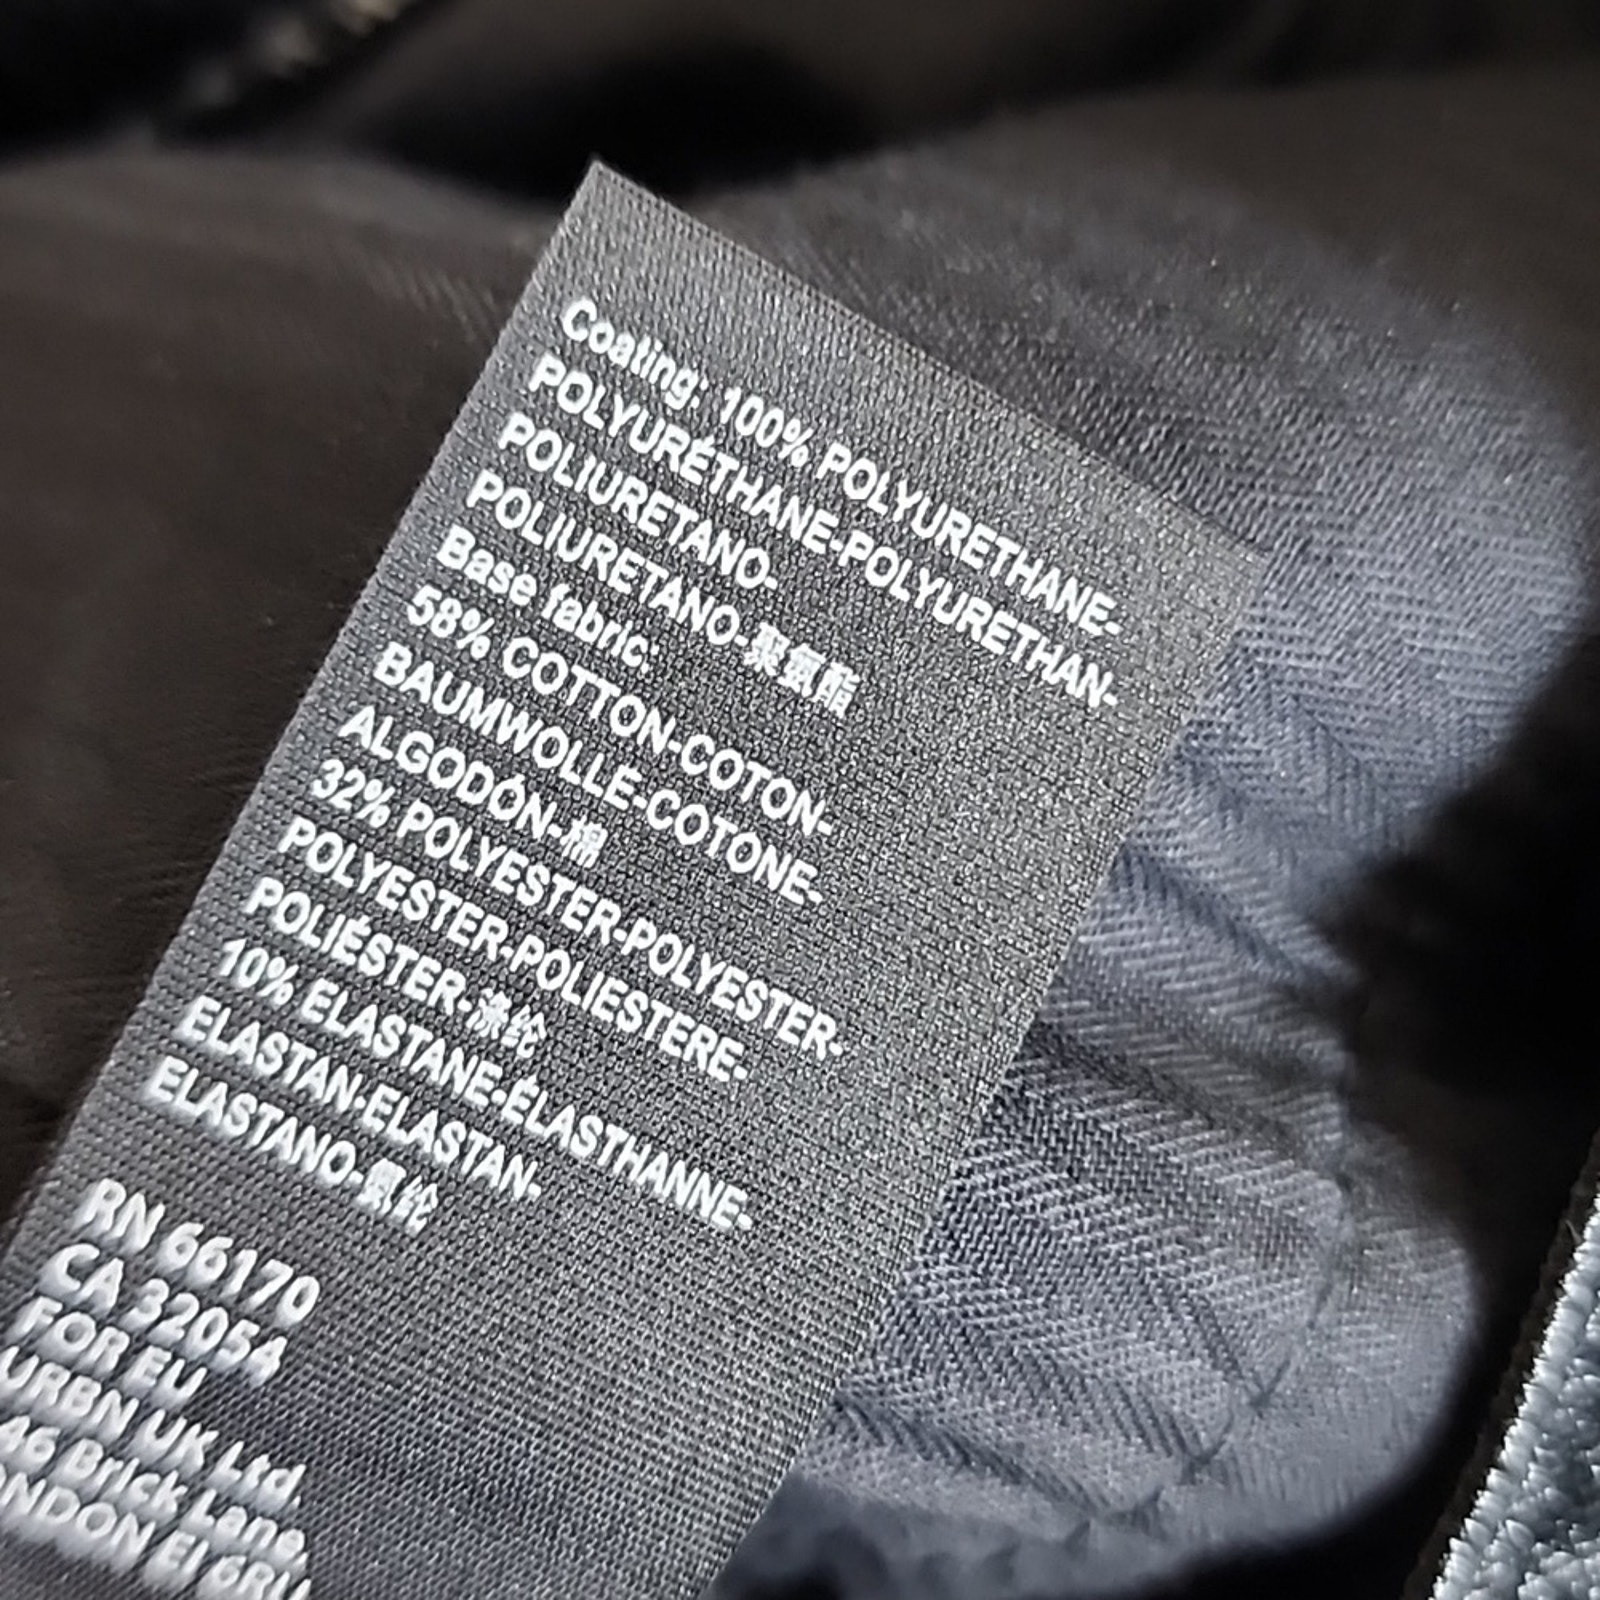 Coating: 100% POLYURETHANE-
POLYURÉTHANE-POLYURETHAN-
POLIURETANO-
POLIURETANO-聚氨酯
Base fabric:
58% COTTON-COTON-
BAUMWOLLE-COTONE-
ALGODÓN-棉
32% POLYESTER-POLYESTER-
POLYESTER-POLIESTERE-
POLIÉSTER-涤纶
10% ELASTANE-ÉLASTHANNE-
ELASTAN-ELASTAN-
ELASTANO-氨纶
RN 66170
CA 32054
FOR EU
URBN UK Ltd,
46 Brick Lane,
E1 6RU